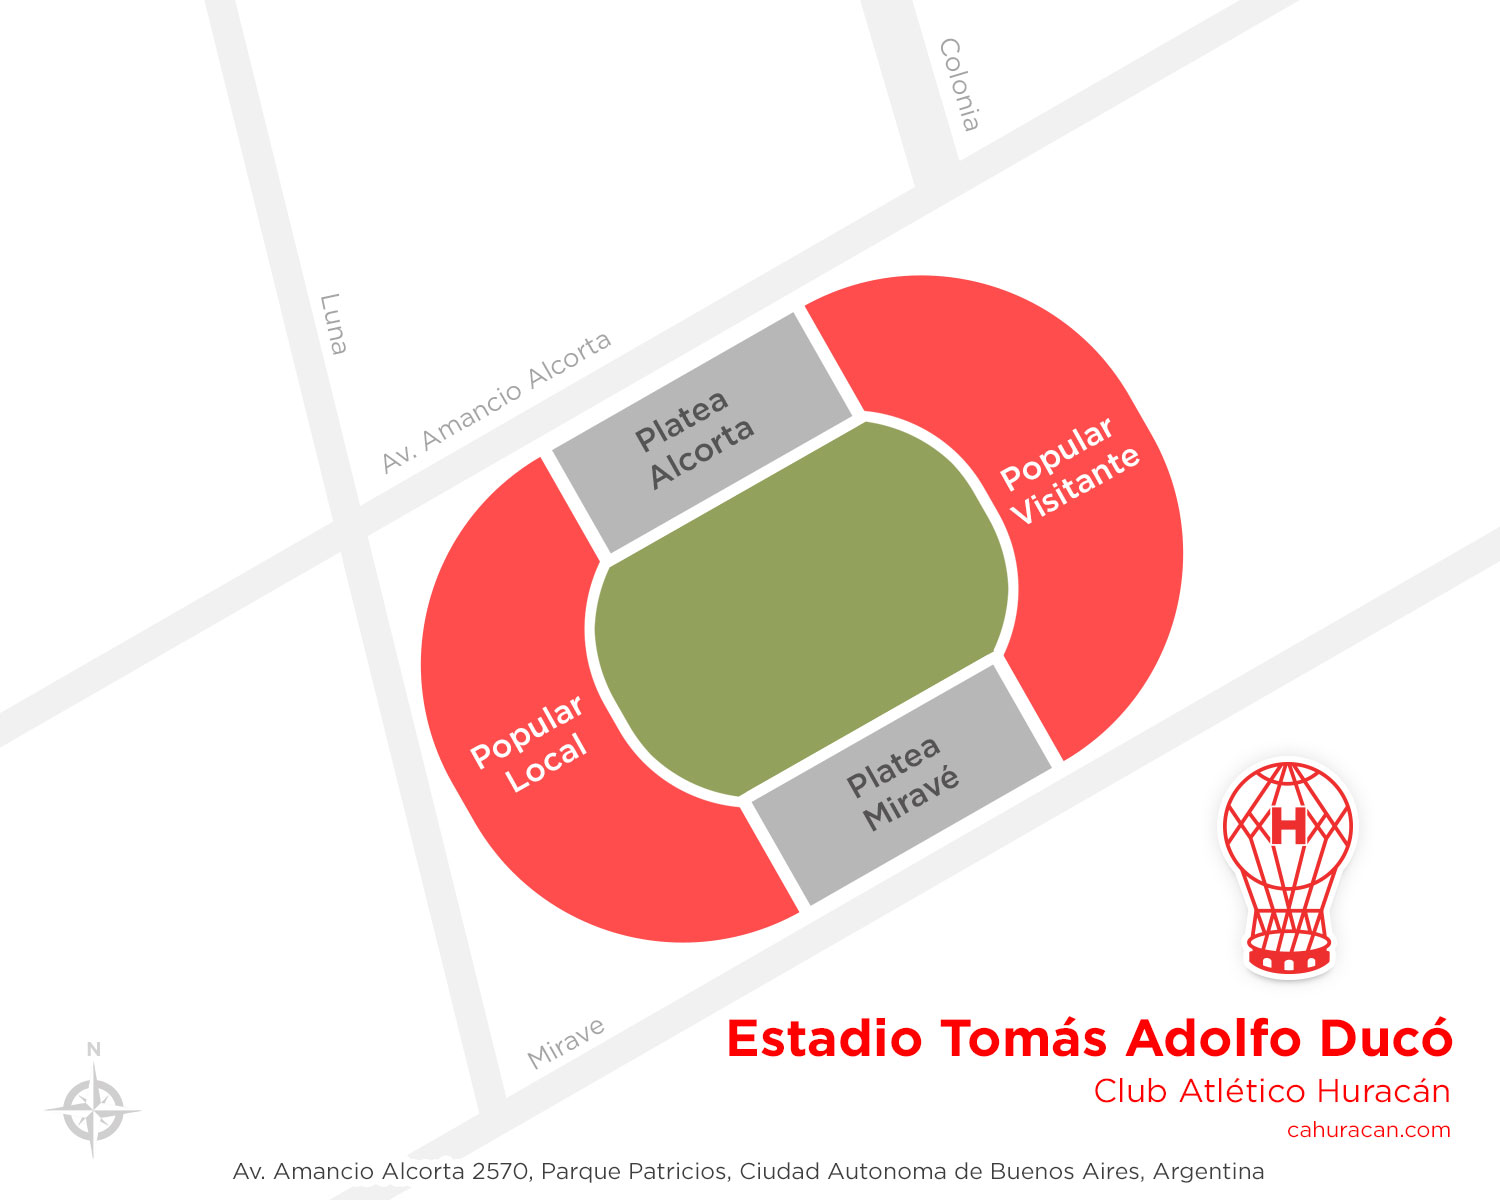 Colonia
Luna
Av. Amancio Alcorta
Platea
Alcorta
Popular
Visitante
Popular
Local
Platea
Miravé
H
Mirave
N
Estadio Tomás Adolfo Ducó
Club Atlético Huracán
cahuracan.com
Av. Amancio Alcorta 2570, Parque Patricios, Ciudad Autonoma de Buenos Aires, Argentina